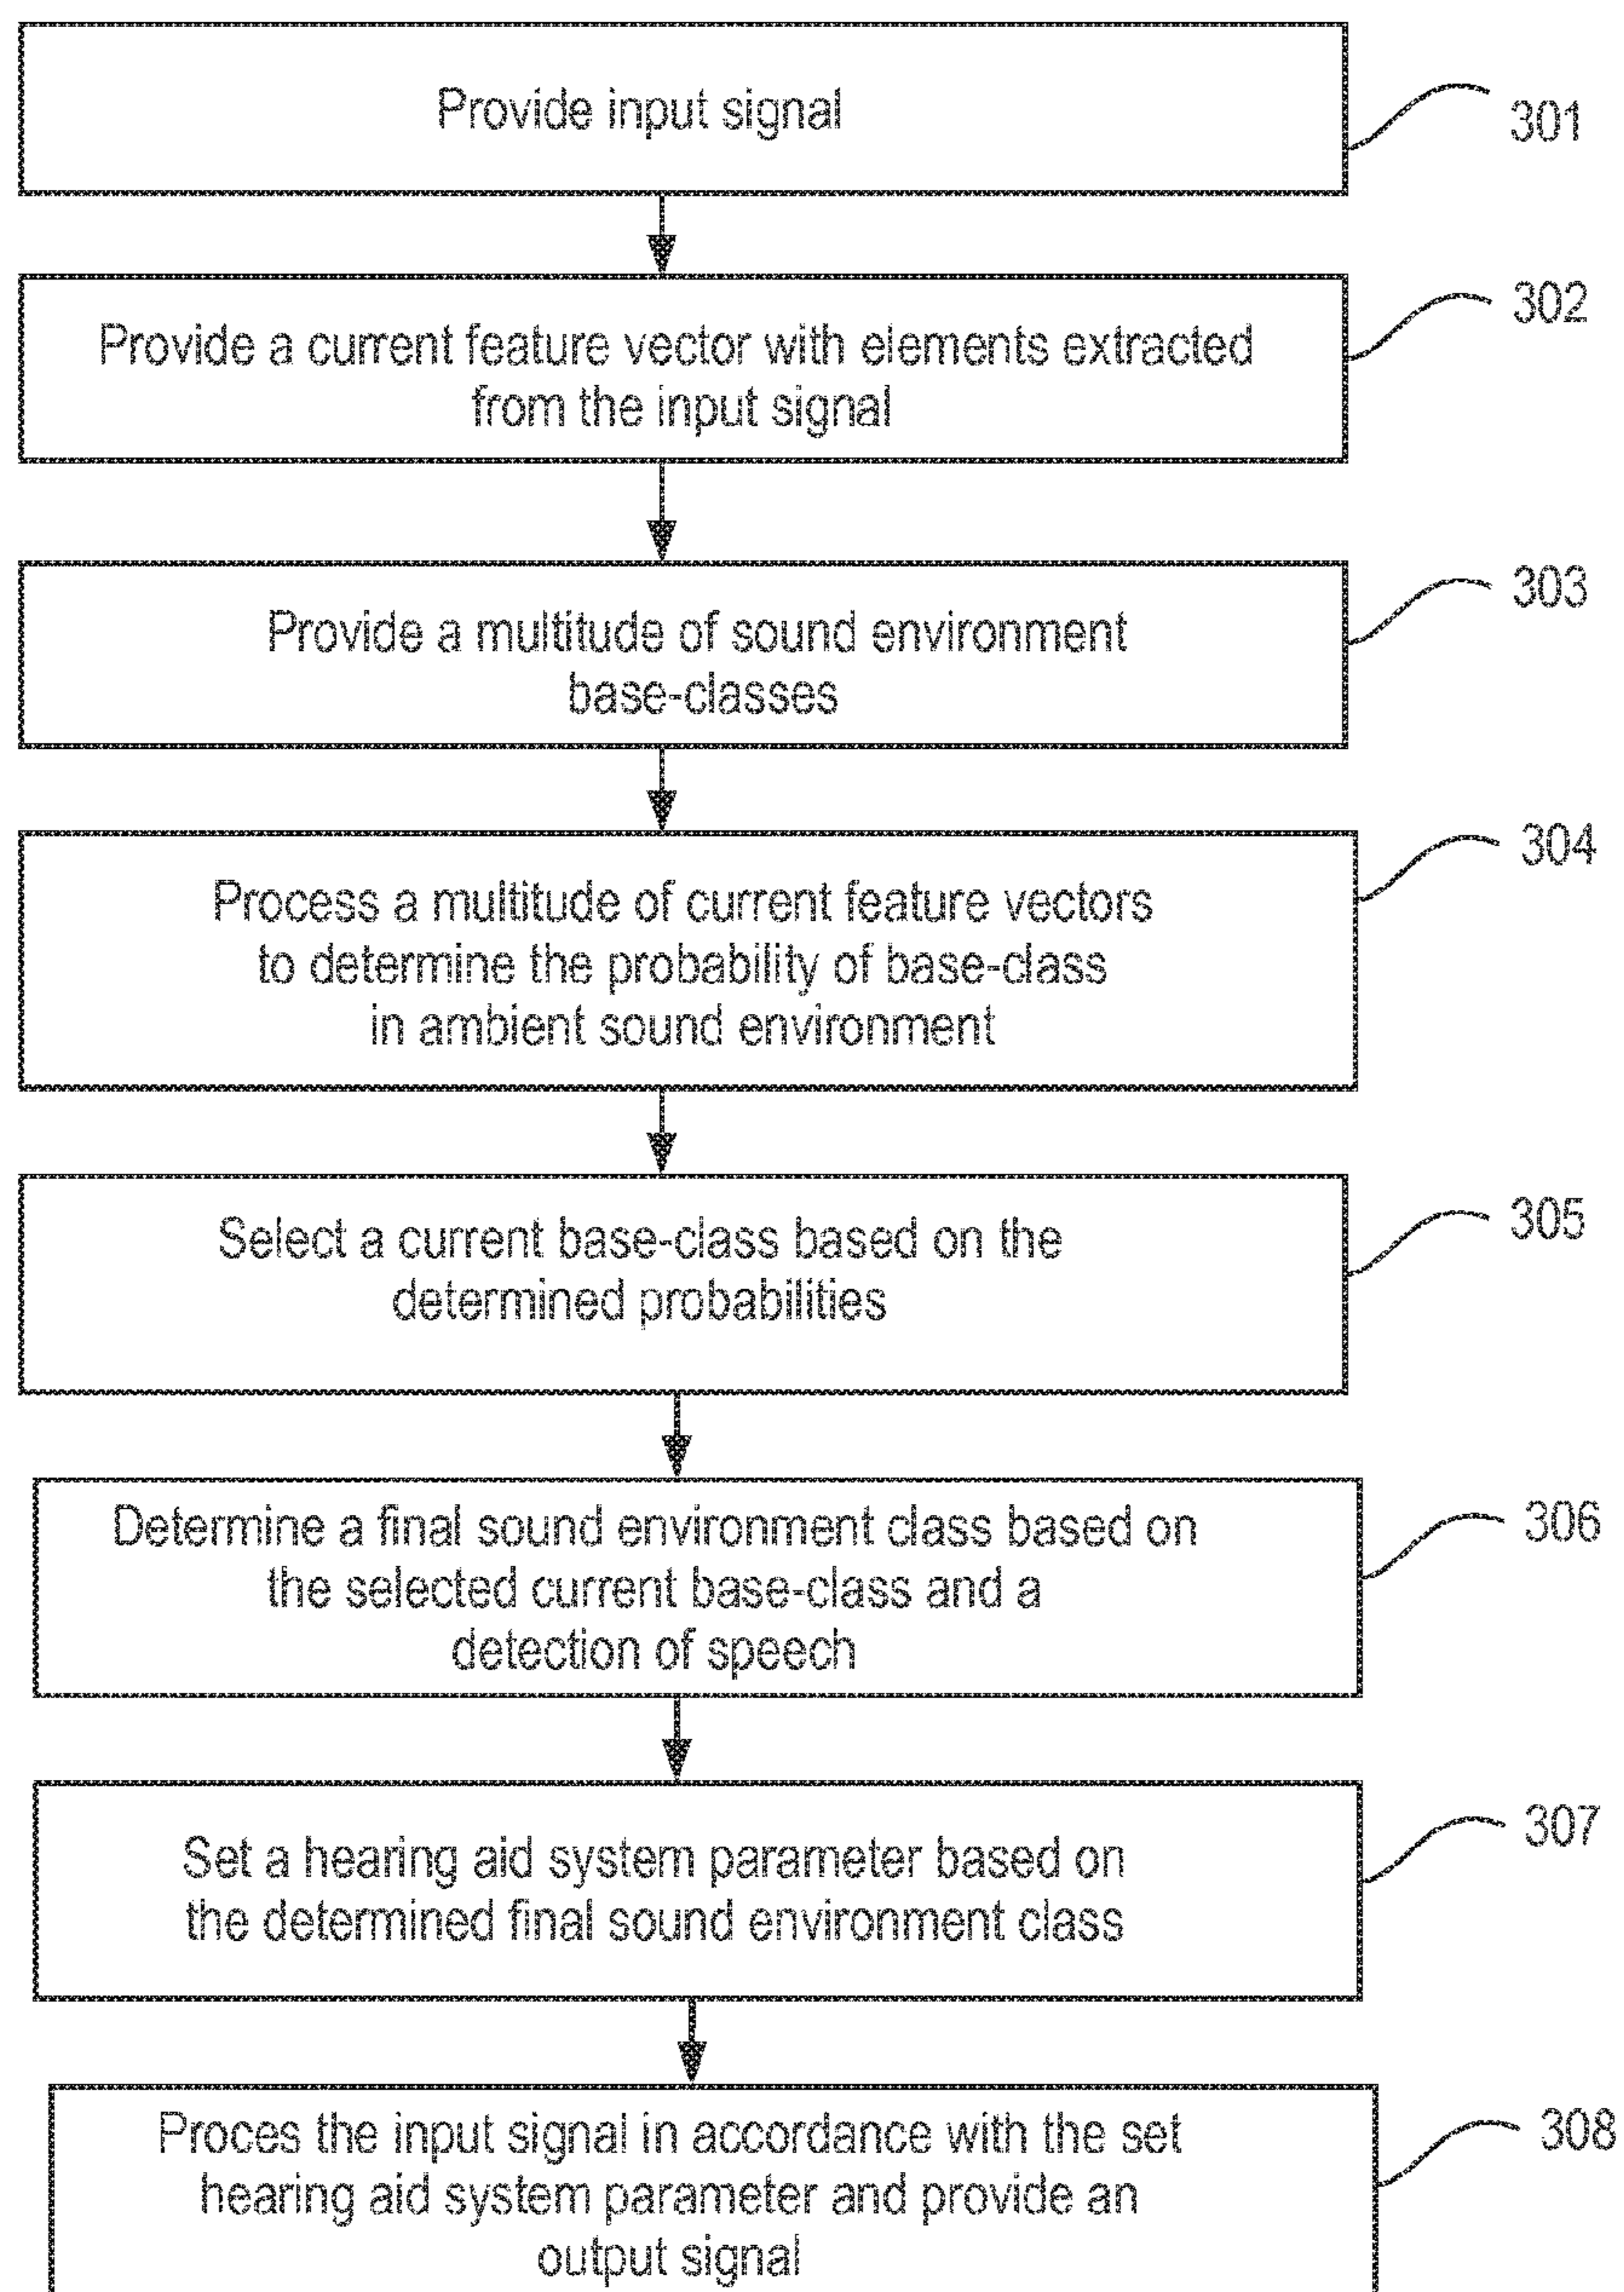 Provide input signal
301
Provide a current feature vector with elements extracted
from the input signal
302
Provide a multitude of sound environment
base-classes
303
Process a multitude of current feature vectors
to determine the probability of base-class
in ambient sound environment
304
Select a current base-class based on the
determined probabilities
305
Determine a final sound environment class based on
the selected current base-class and a
detection of speech
306
Set a hearing aid system parameter based on
the determined final sound environment class
307
Proces the input signal in accordance with the set
hearing aid system parameter and provide an
output signal
308